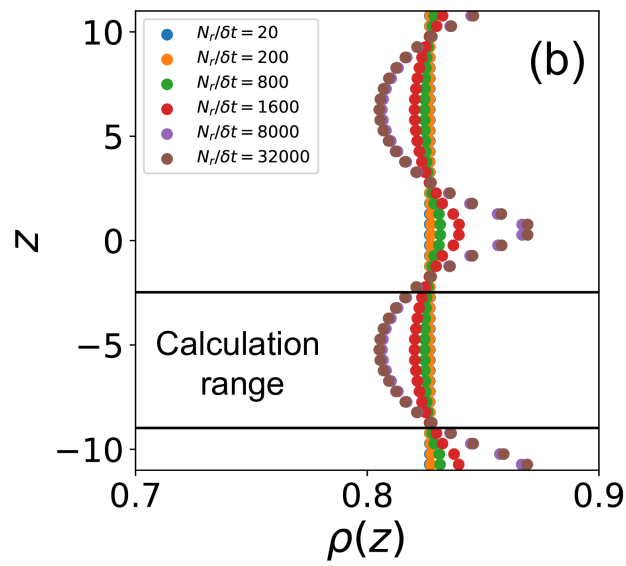 (b)
N_r/δt = 20
N_r/δt = 200
N_r/δt = 800
N_r/δt = 1600
N_r/δt = 8000
N_r/δt = 32000
10
5
0
−5
−10
z
Calculation
range
0.7
0.8
0.9
ρ(z)